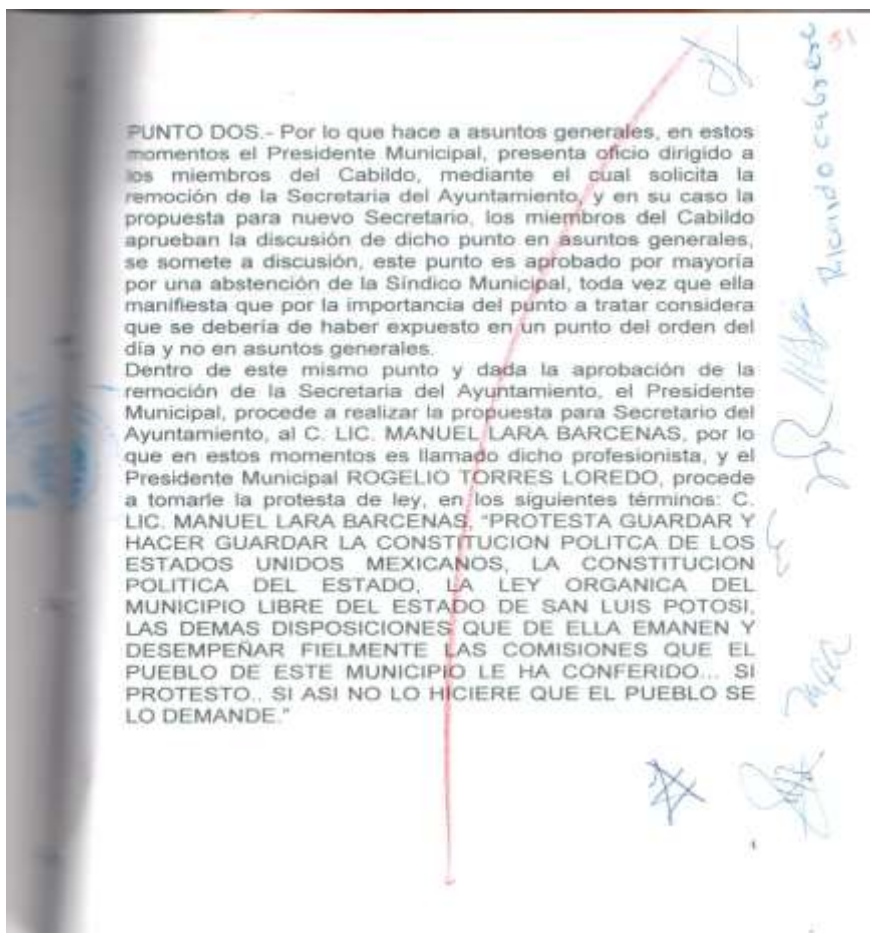 PUNTO DOS.- Por lo que hace a asuntos generales, en estos
momentos el Presidente Municipal, presenta oficio dirigido a
los miembros del Cabildo, mediante el cual solicita la
remoción de la Secretaria del Ayuntamiento, y en su caso la
propuesta para nuevo Secretario, los miembros del Cabildo
aprueban la discusión de dicho punto en asuntos generales,
se somete a discusión, este punto es aprobado por mayoría
por una abstención de la Síndico Municipal, toda vez que ella
manifiesta que por la importancia del punto a tratar considera
que se debería de haber expuesto en un punto del orden del
día y no en asuntos generales.
Dentro de este mismo punto y dada la aprobación de la
remoción de la Secretaria del Ayuntamiento, el Presidente
Municipal, procede a realizar la propuesta para Secretario del
Ayuntamiento, al C. LIC. MANUEL LARA BARCENAS, por lo
que en estos momentos es llamado dicho profesionista, y el
Presidente Municipal ROGELIO TORRES LOREDO, procede
a tomarle la protesta de ley, en los siguientes términos: C.
LIC. MANUEL LARA BARCENAS, "PROTESTA GUARDAR Y
HACER GUARDAR LA CONSTITUCION POLITCA DE LOS
ESTADOS UNIDOS MEXICANOS, LA CONSTITUCION
POLITICA DEL ESTADO, LA LEY ORGANICA DEL
MUNICIPIO LIBRE DEL ESTADO DE SAN LUIS POTOSI,
LAS DEMAS DISPOSICIONES QUE DE ELLA EMANEN Y
DESEMPEÑAR FIELMENTE LAS COMISIONES QUE EL
PUEBLO DE ESTE MUNICIPIO LE HA CONFERIDO... SI
PROTESTO.. SI ASI NO LO HICIERE QUE EL PUEBLO SE
LO DEMANDE."
Ricardo cabrera